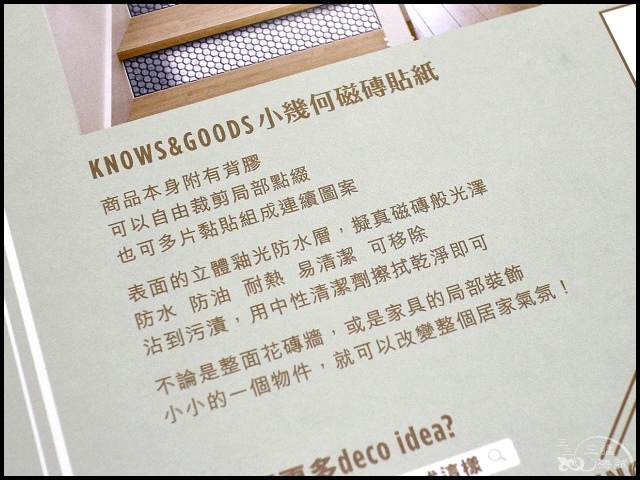 KNOWS&GOODS 小幾何磁磚貼紙
商品本身附有背膠
可以自由裁剪局部點綴
也可多片黏貼組成連續圖案
表面的立體釉光防水層，擬真磁磚般光澤
防水 防油 耐熱 易清潔 可移除
沾到污漬，用中性清潔劑擦拭乾淨即可
不論是整面花磚牆，或是家具的局部裝飾
小小的一個物件，就可以改變整個居家氣氛！
更多deco idea?